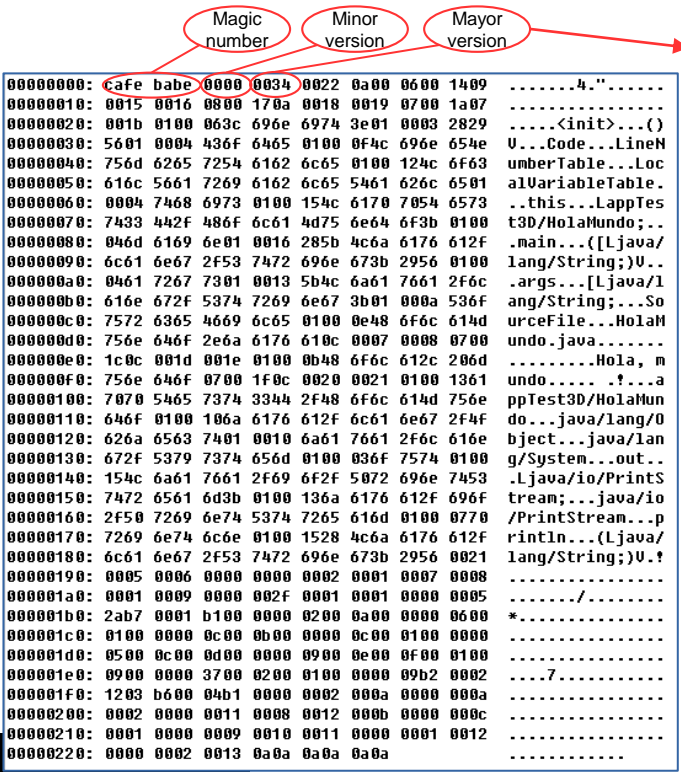 Magic number
Minor version
Mayor version
00000000: cafe babe 0000 0034 0022 0a00 0600 1409 .......4."......
00000010: 0015 0016 0800 170a 0018 0019 0700 1a07 ................
00000020: 001b 0100 063c 696e 6974 3e01 0003 2829 .....<init>...()
00000030: 5601 0004 436f 6465 0100 0f4c 696e 654e V...Code...LineN
00000040: 756d 6265 7254 6162 6c65 0100 124c 6f63 umberTable...Loc
00000050: 616c 5661 7269 6162 6c65 5461 626c 6501 alVariableTable.
00000060: 0004 7468 6973 0100 154c 6170 7054 6573 ..this...LappTes
00000070: 7433 442f 486f 6c61 4d75 6e64 6f3b 0100 t3D/HolaMundo;..
00000080: 046d 6169 6e01 0016 285b 4c6a 6176 612f .main...([Ljava/
00000090: 6c61 6e67 2f53 7472 696e 673b 2956 0100 lang/String;)V..
000000a0: 0461 7267 7301 0013 5b4c 6a61 7661 2f6c .args...[Ljava/l
000000b0: 616e 672f 5374 7269 6e67 3b01 000a 536f ang/String;...So
000000c0: 7572 6365 4669 6c65 0100 0e48 6f6c 614d urceFile...HolaM
000000d0: 756e 646f 2e6a 6176 610c 0007 0008 0700 undo.java.......
000000e0: 1c0c 001d 001e 0100 0b48 6f6c 612c 206d .........Hola, m
000000f0: 756e 646f 0700 1f0c 0020 0021 0100 1361 undo..... .!...a
00000100: 7070 5465 7374 3344 2f48 6f6c 614d 756e ppTest3D/HolaMun
00000110: 646f 0100 106a 6176 612f 6c61 6e67 2f4f do...java/lang/O
00000120: 626a 6563 7401 0010 6a61 7661 2f6c 616e bject...java/lan
00000130: 672f 5379 7374 656d 0100 036f 7574 0100 g/System...out..
00000140: 154c 6a61 7661 2f69 6f2f 5072 696e 7453 .Ljava/io/PrintS
00000150: 7472 6561 6d3b 0100 136a 6176 612f 696f tream;...java/io
00000160: 2f50 7269 6e74 5374 7265 616d 0100 0770 /PrintStream...p
00000170: 7269 6e74 6c6e 0100 1528 4c6a 6176 612f rintln...(Ljava/
00000180: 6c61 6e67 2f53 7472 696e 673b 2956 0021 lang/String;)V.!
00000190: 0005 0006 0000 0000 0002 0001 0007 0008 ................
000001a0: 0001 0009 0000 002f 0001 0001 0000 0005 ......./........
000001b0: 2ab7 0001 b100 0000 0200 0a00 0000 0600 *...............
000001c0: 0100 0000 0c00 0b00 0000 0c00 0100 0000 ................
000001d0: 0500 0c00 0d00 0000 0900 0e00 0f00 0100 ................
000001e0: 0900 0000 3700 0200 0100 0000 09b2 0002 ....7...........
000001f0: 1203 b600 04b1 0000 0002 000a 0000 000a ................
00000200: 0002 0000 0011 0008 0012 000b 0000 000c ................
00000210: 0001 0000 0009 0010 0011 0000 0001 0012 ................
00000220: 0000 0002 0013 0a0a 0a0a 0a0a ............